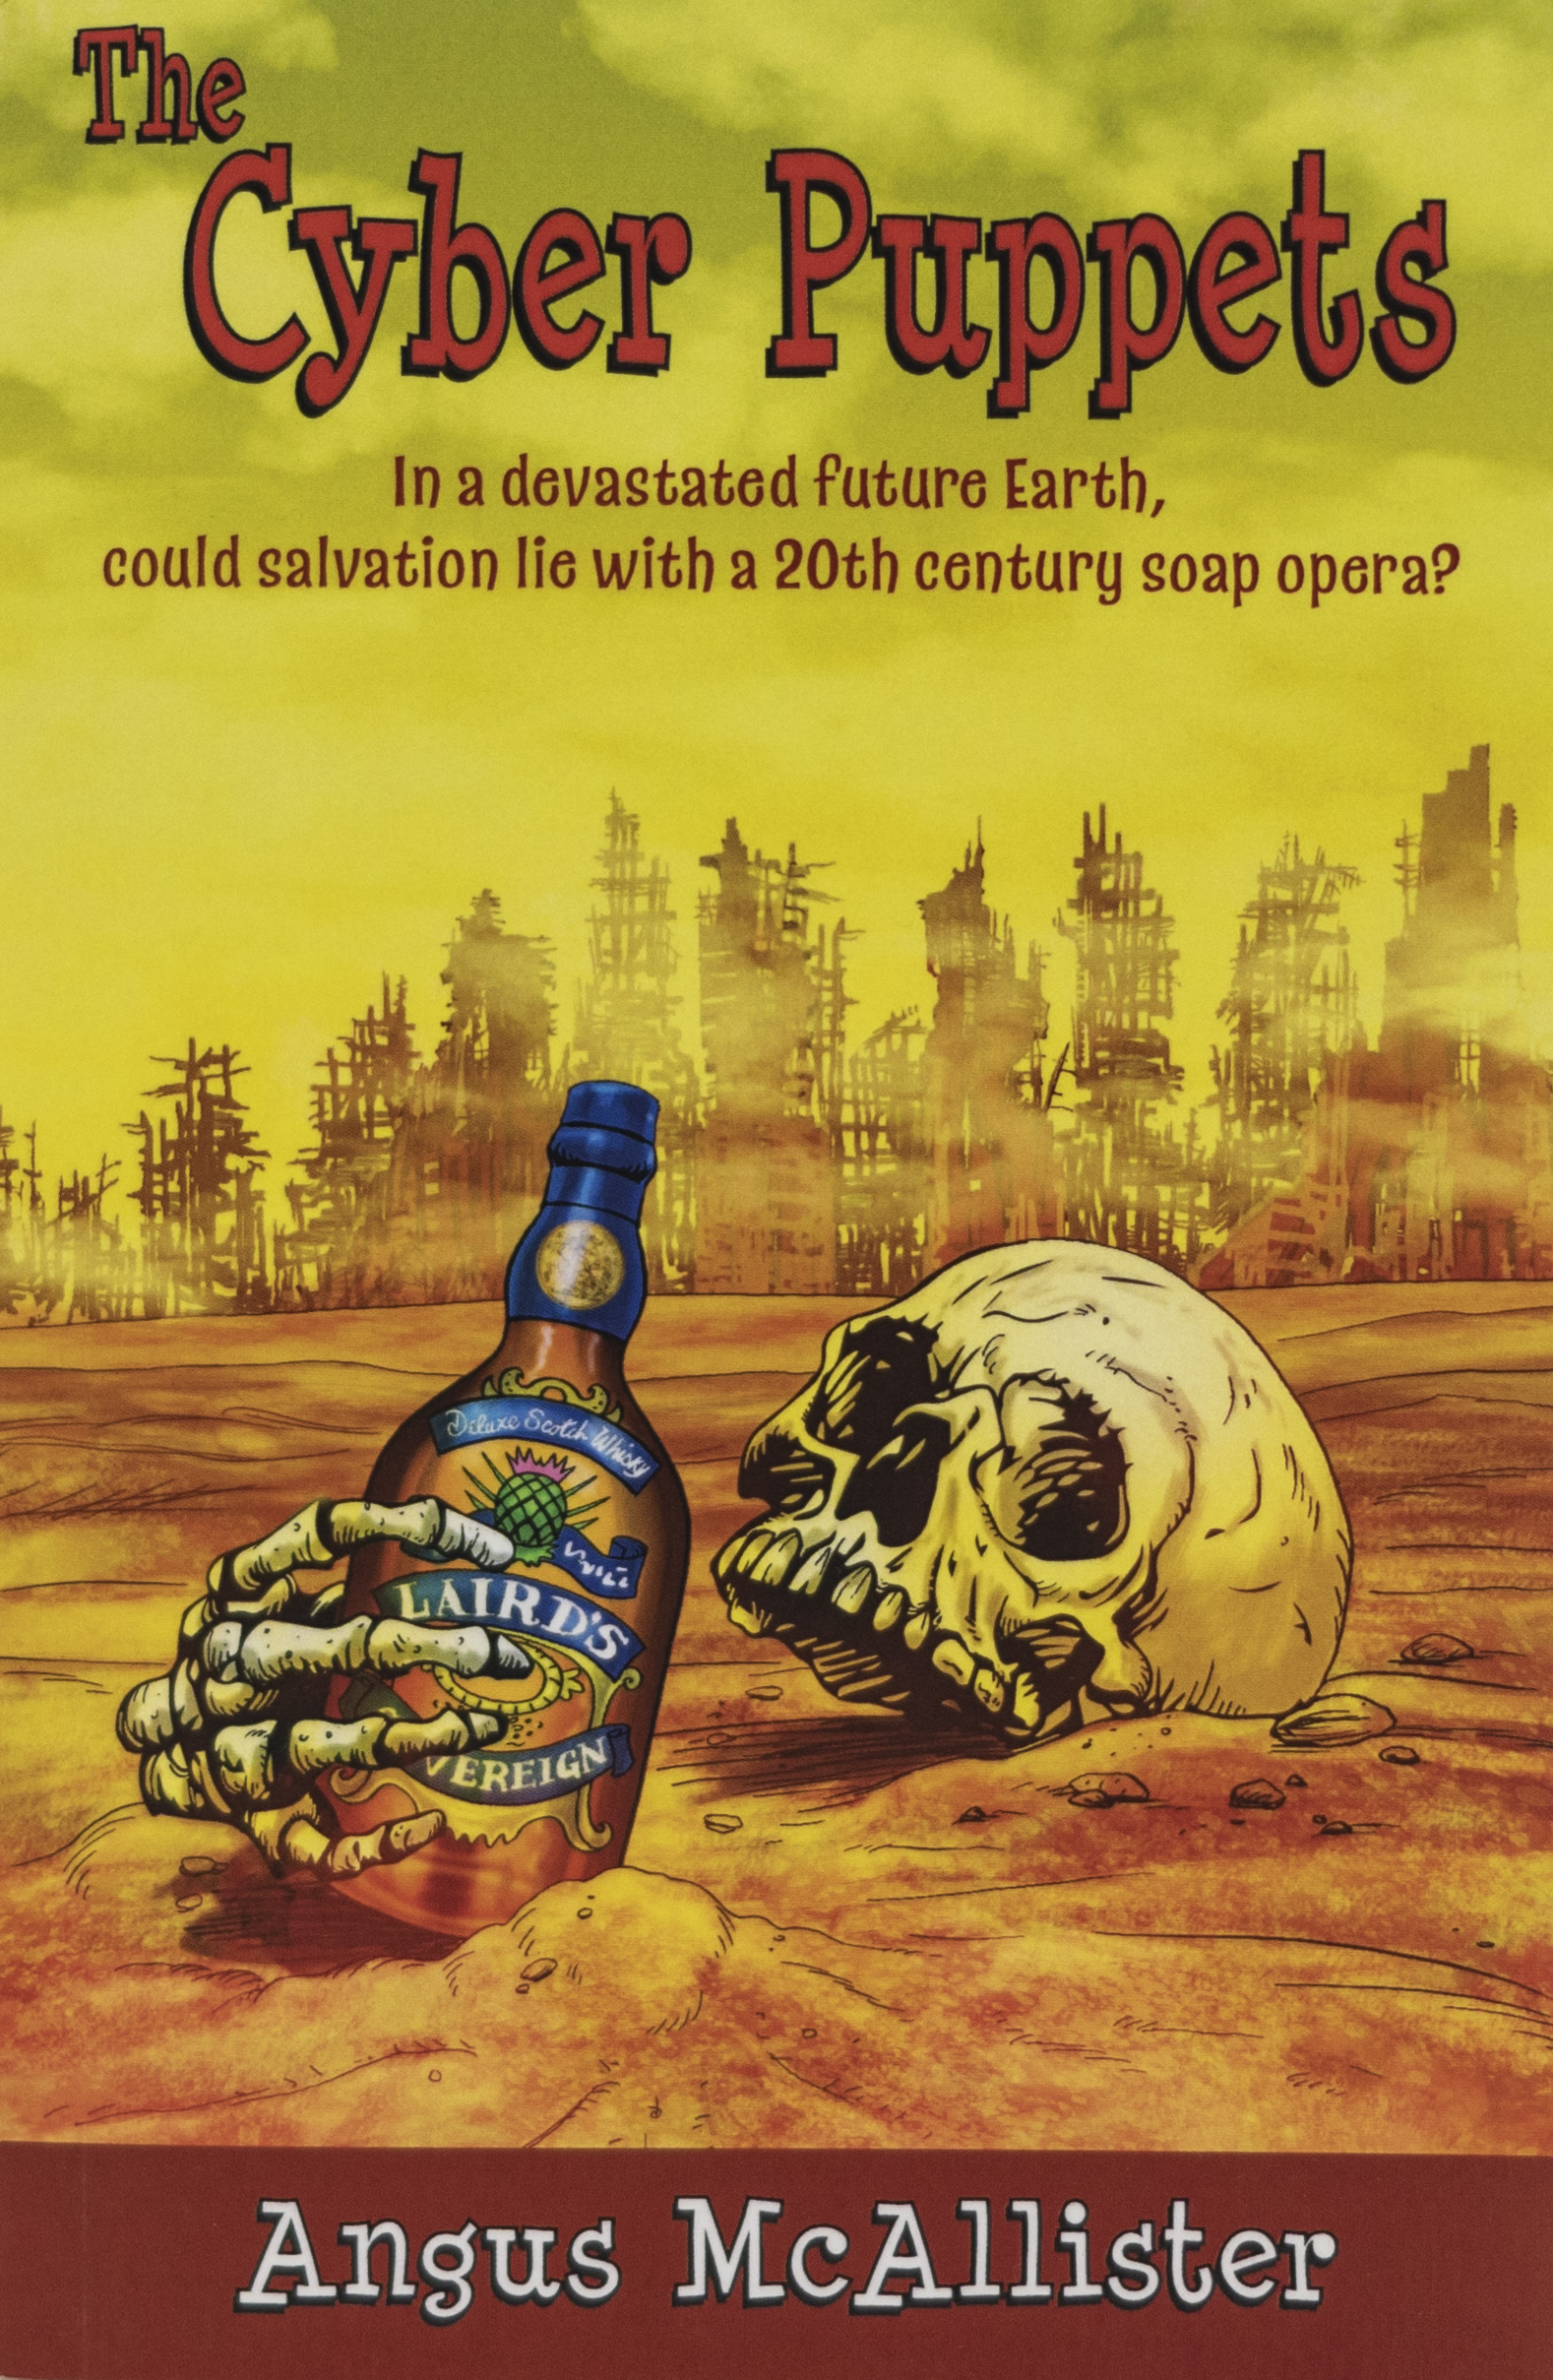 The
Cyber Puppets
In a devastated future Earth,
could salvation lie with a 20th century soap opera?
Deluxe Scotch Whisky
LAIRD'S
VEREIGN
Angus McAllister